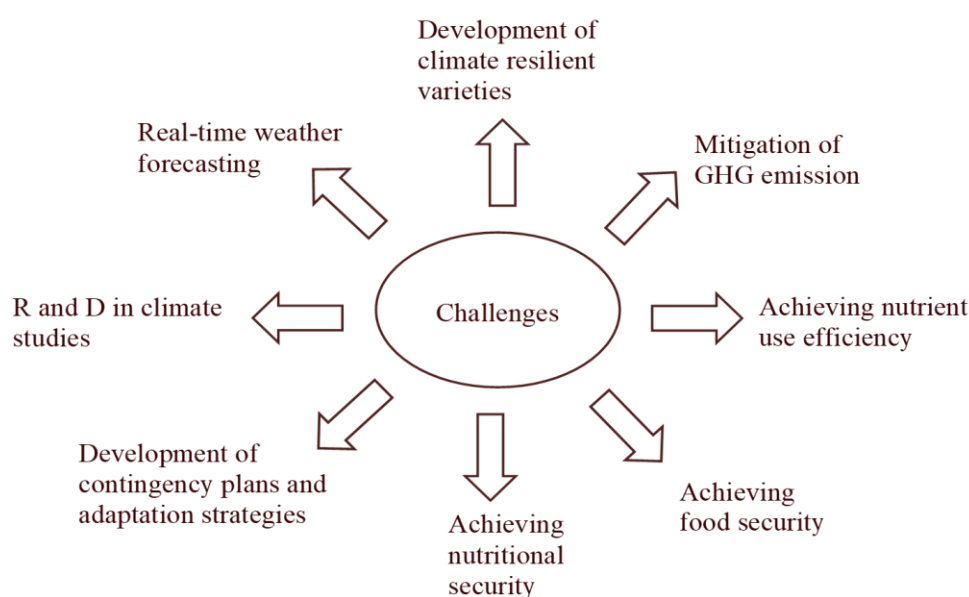 Development of
climate resilient
varieties
Real-time weather
forecasting
Mitigation of
GHG emission
R and D in climate
studies
Challenges
Achieving nutrient
use efficiency
Development of
contingency plans and
adaptation strategies
Achieving
nutritional
security
Achieving
food security